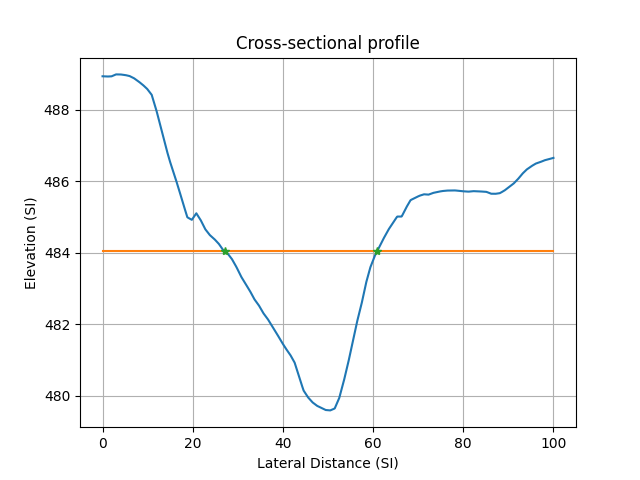 Cross-sectional profile
Elevation (SI)
488
486
484
482
480
0 20 40 60 80 100
Lateral Distance (SI)